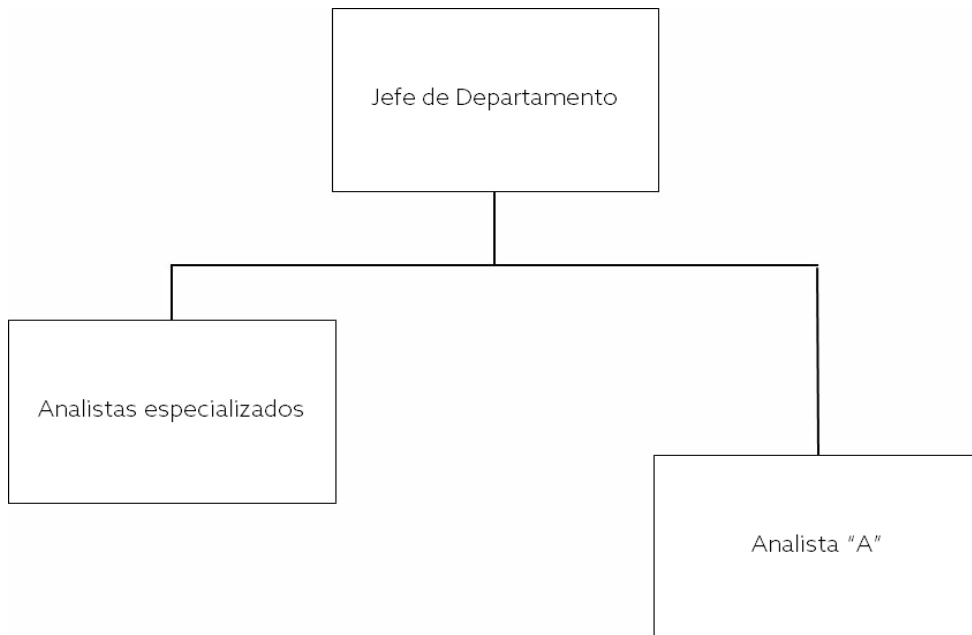 Jefe de Departamento
Analistas especializados
Analista “A”